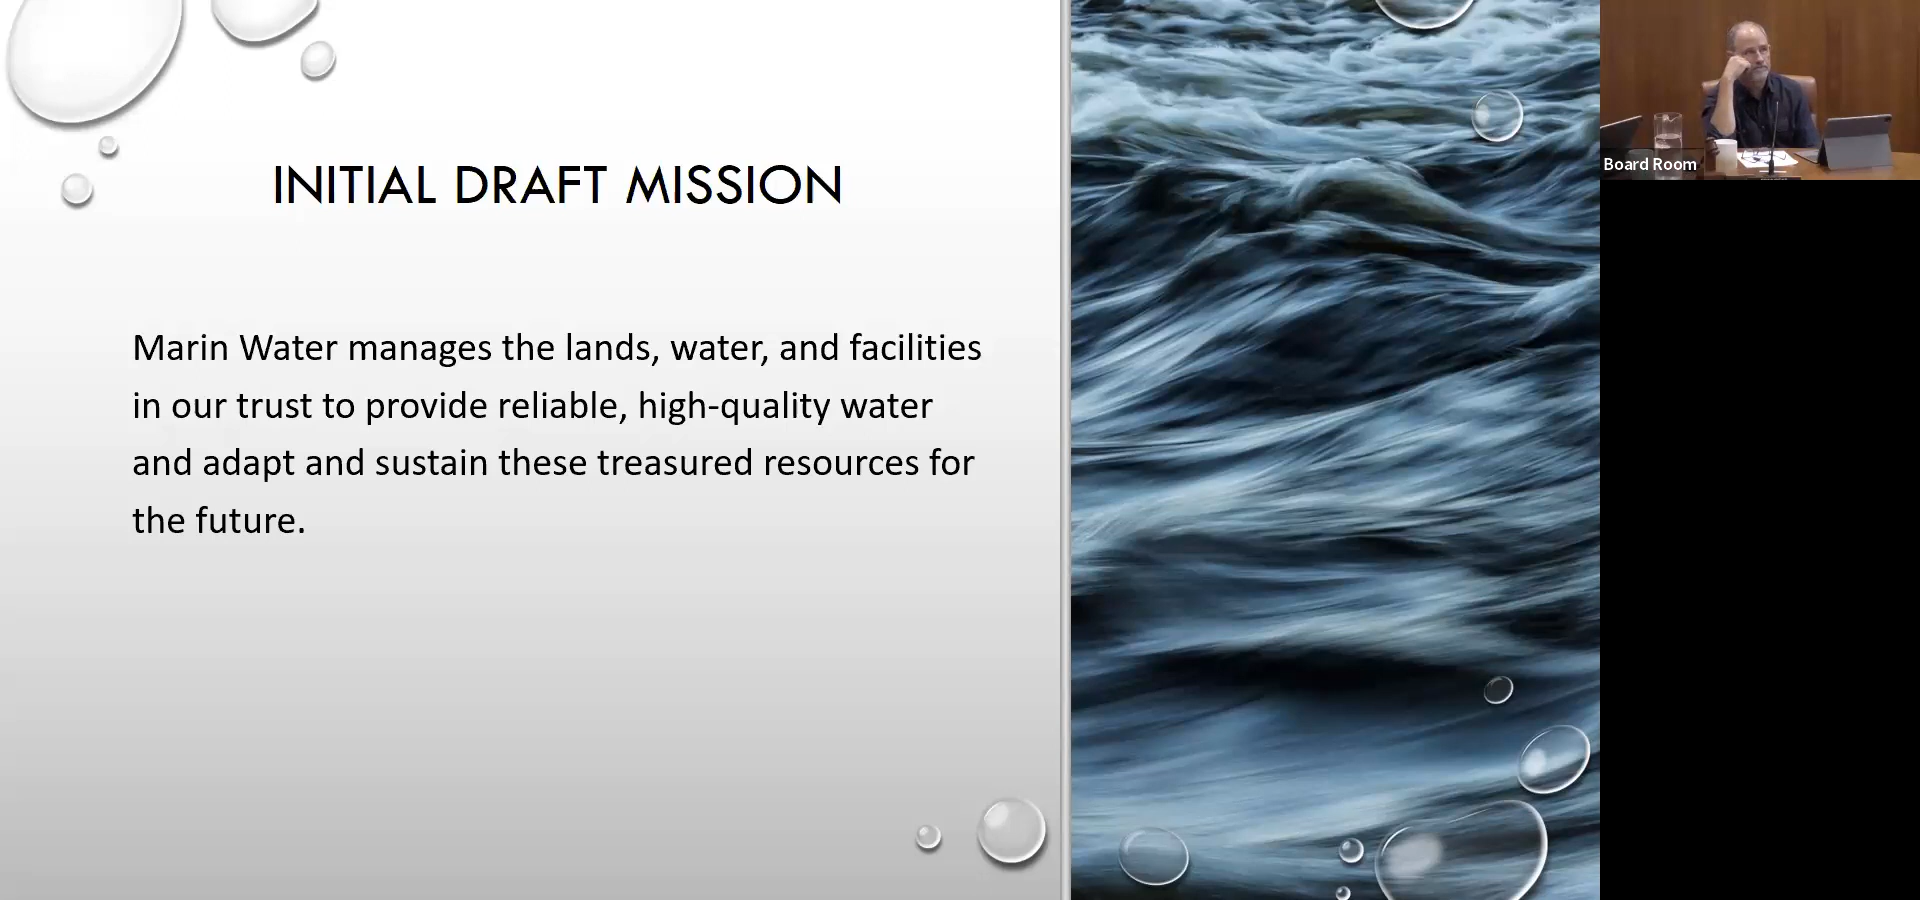 INITIAL DRAFT MISSION
Marin Water manages the lands, water, and facilities
in our trust to provide reliable, high-quality water
and adapt and sustain these treasured resources for
the future.
Board Room